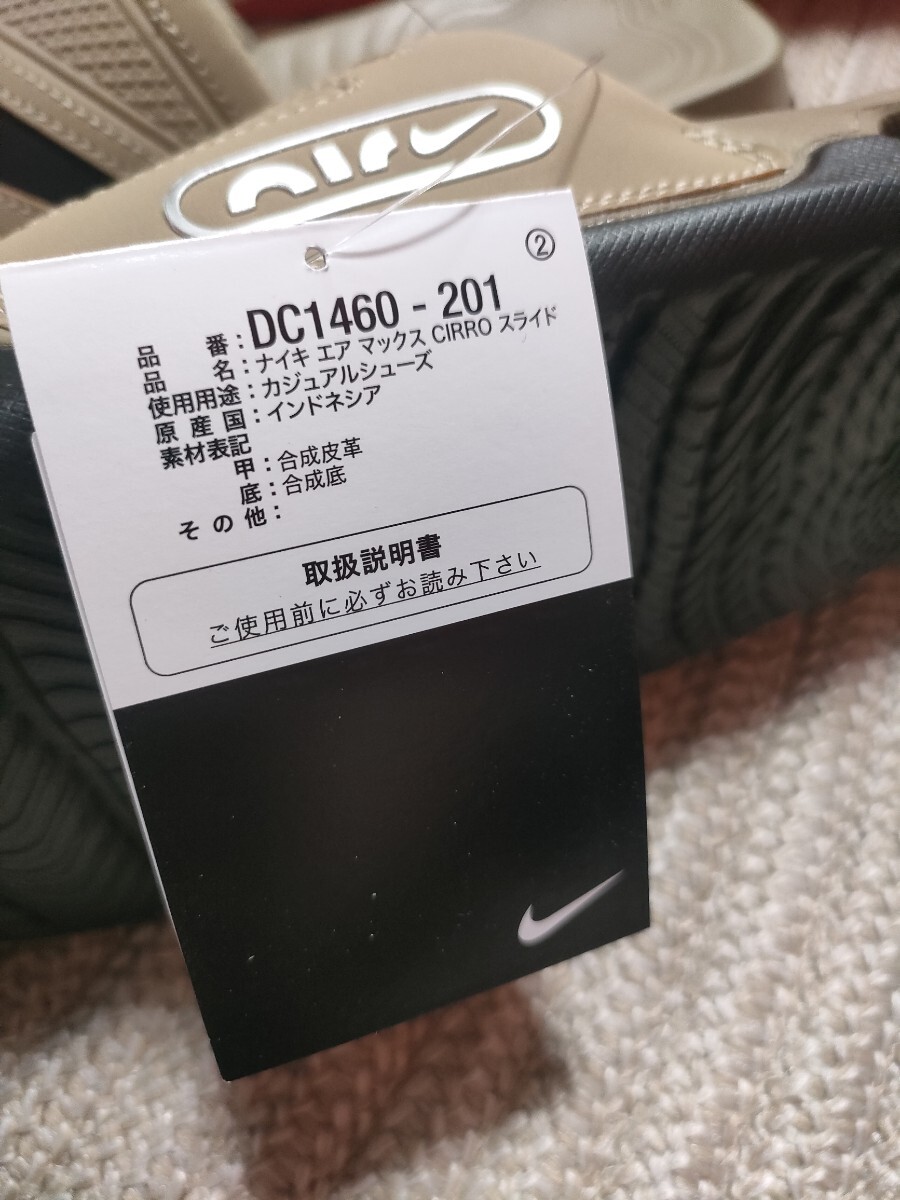 air
②
品番:DC1460-201
品名:ナイキ エア マックス CIRRO スライド
使用用途:カジュアルシューズ
原産国:インドネシア
素材表記
甲:合成皮革
底:合成底
その他:
取扱説明書
ご使用前に必ずお読み下さい